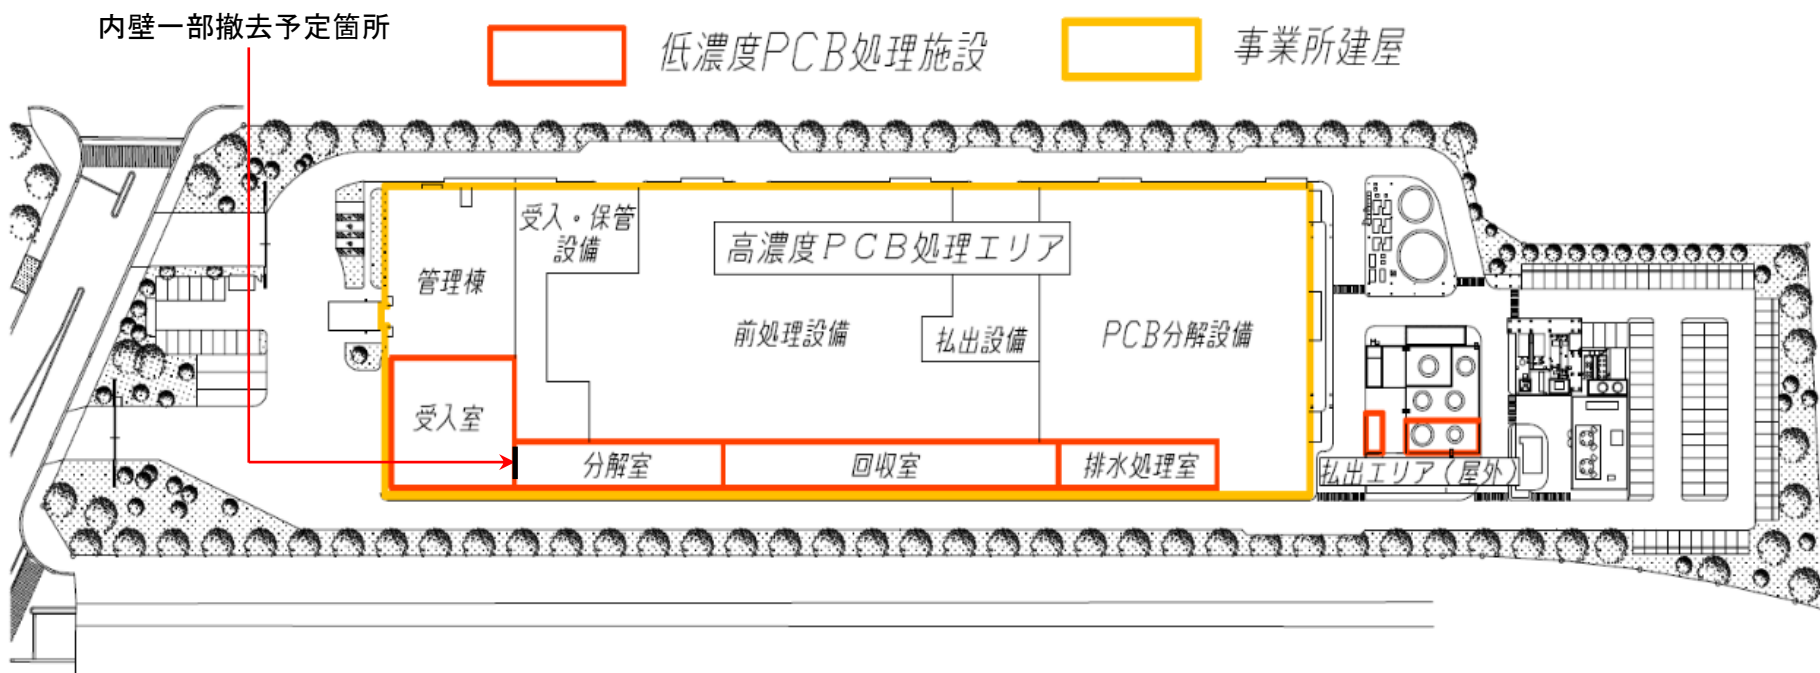 内壁一部撤去予定箇所
低濃度PCB処理施設
事業所建屋
受入・保管
設備
高濃度PCB処理エリア
管理棟
前処理設備
払出設備
PCB分解設備
受入室
分解室
回収室
排水処理室
払出エリア(屋外)